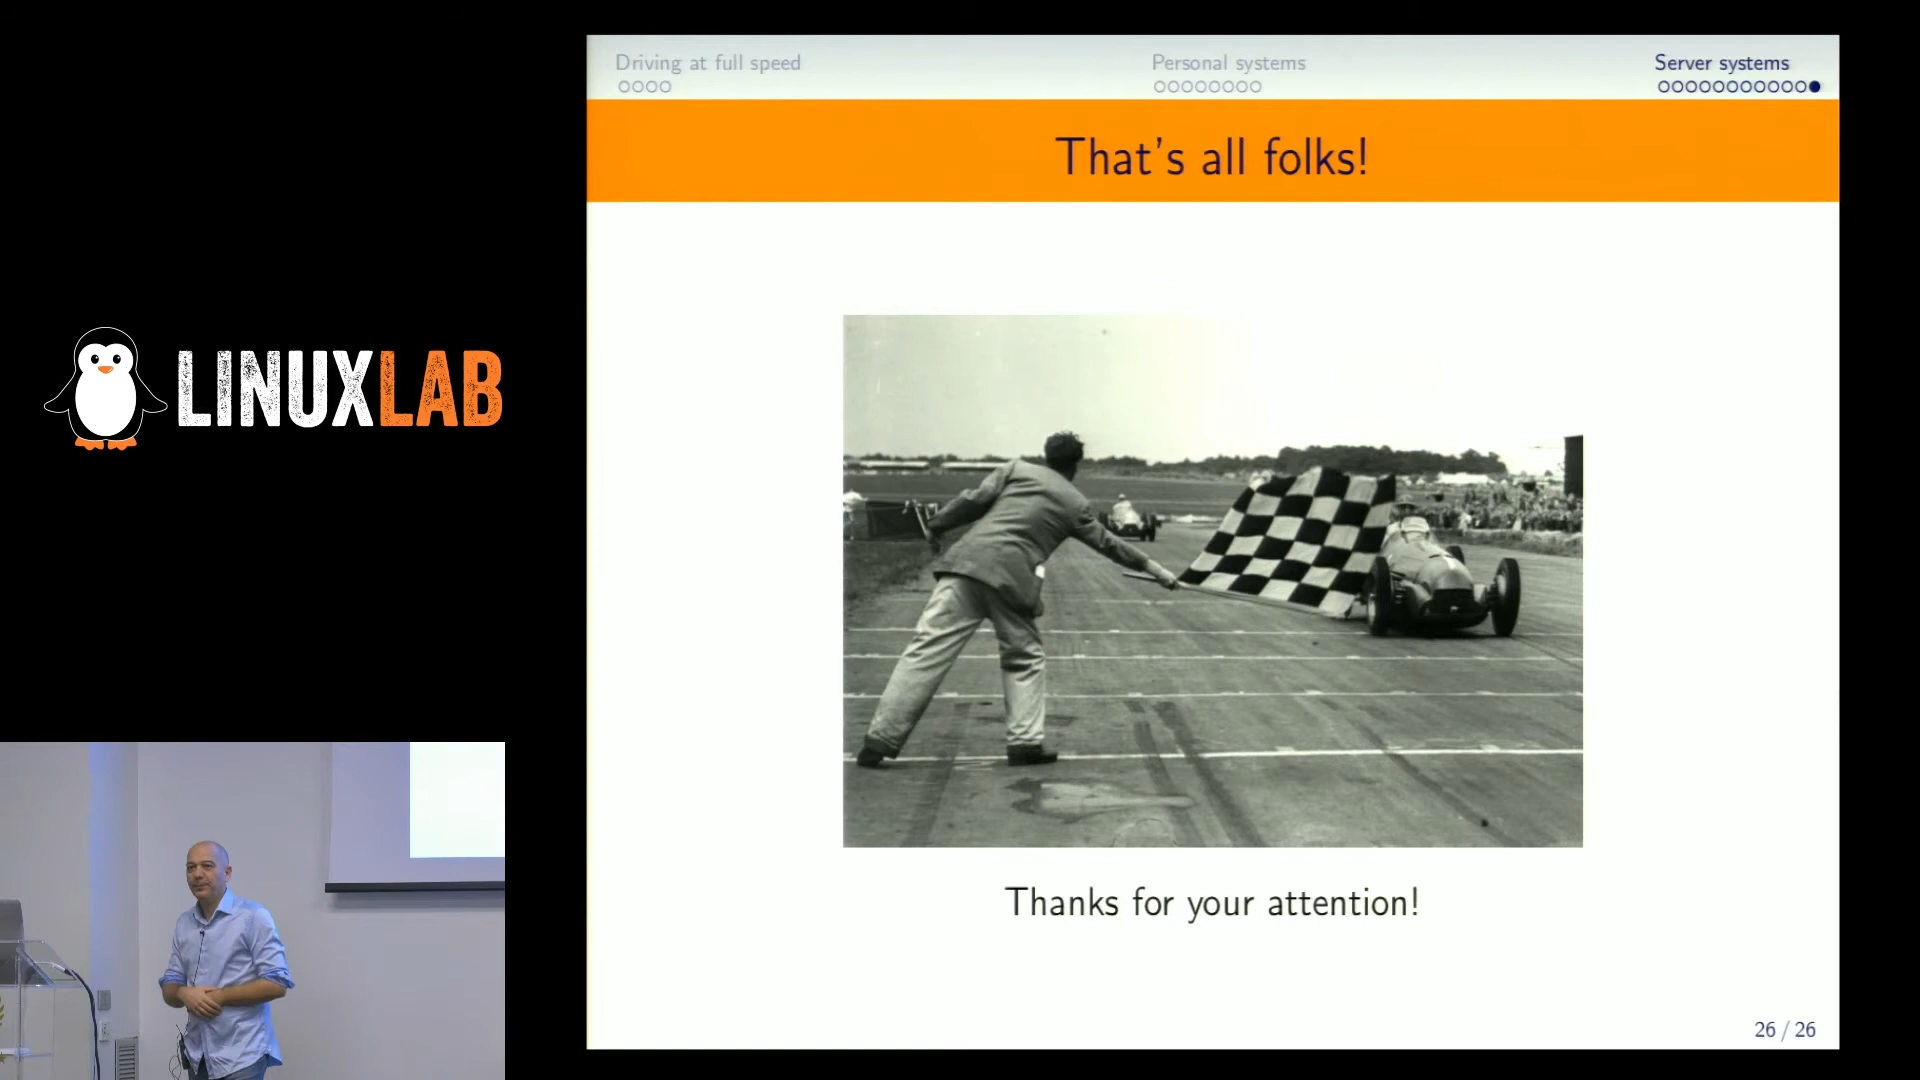 LINUXLAB
Driving at full speed
Personal systems
Server systems
That's all folks!
Thanks for your attention!
26 / 26